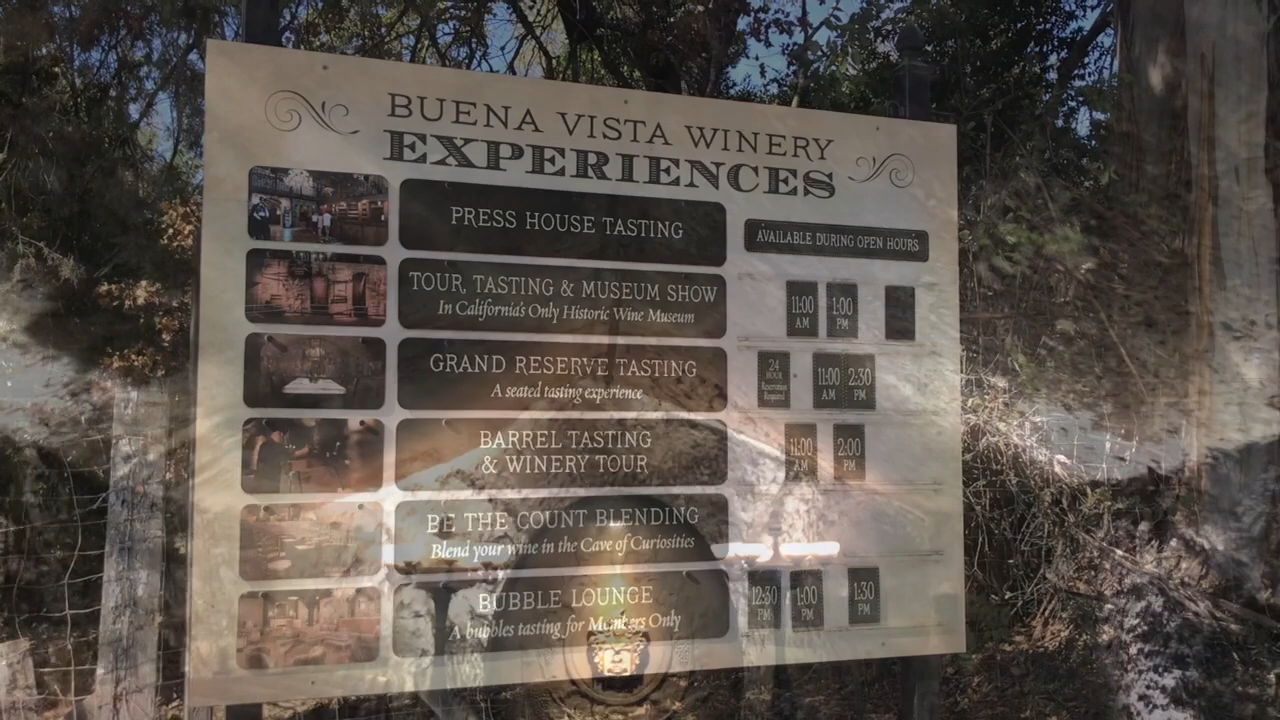 BUENA VISTA WINERY
EXPERIENCES
PRESS HOUSE TASTING
AVAILABLE DURING OPEN HOURS
TOUR, TASTING & MUSEUM SHOW
In California's Only Historic Wine Museum
11:00 AM
1:00 PM
GRAND RESERVE TASTING
A seated tasting experience
24 HOUR Reservation Required
11:00 AM
2:30 PM
BARREL TASTING
& WINERY TOUR
11:00 AM
2:00 PM
BE THE COUNT BLENDING
Blend your wine in the Cave of Curiosities
BUBBLE LOUNGE
A bubbles tasting for Members Only
12:30 PM
1:00 PM
1:30 PM